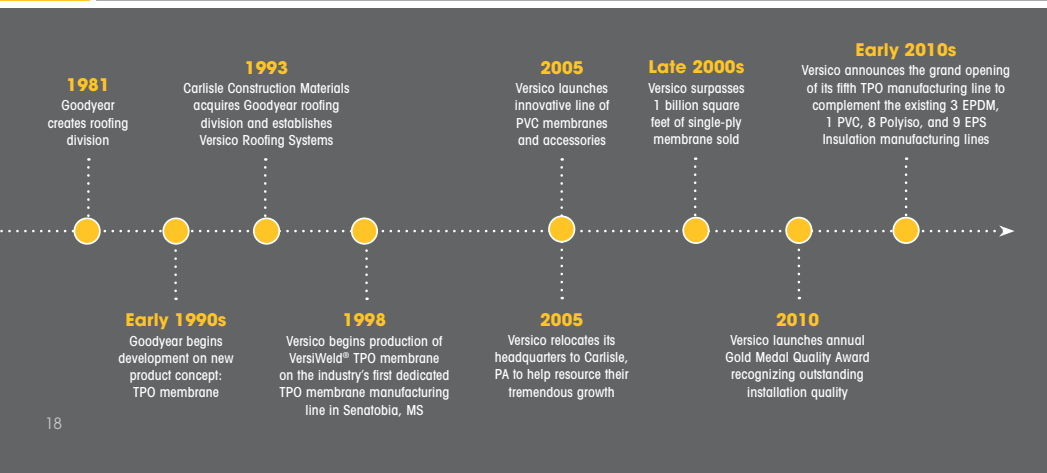 1981
Goodyear
creates roofing
division
Early 1990s
Goodyear begins
development on new
product concept:
TPO membrane
1993
Carlisle Construction Materials
acquires Goodyear roofing
division and establishes
Versico Roofing Systems
1998
Versico begins production of
VersiWeld® TPO membrane
on the industry's first dedicated
TPO membrane manufacturing
line in Senatobia, MS
2005
Versico launches
innovative line of
PVC membranes
and accessories
2005
Versico relocates its
headquarters to Carlisle,
PA to help resource their
tremendous growth
Late 2000s
Versico surpasses
1 billion square
feet of single-ply
membrane sold
2010
Versico launches annual
Gold Medal Quality Award
recognizing outstanding
installation quality
Early 2010s
Versico announces the grand opening
of its fifth TPO manufacturing line to
complement the existing 3 EPDM,
1 PVC, 8 Polyiso, and 9 EPS
Insulation manufacturing lines
18